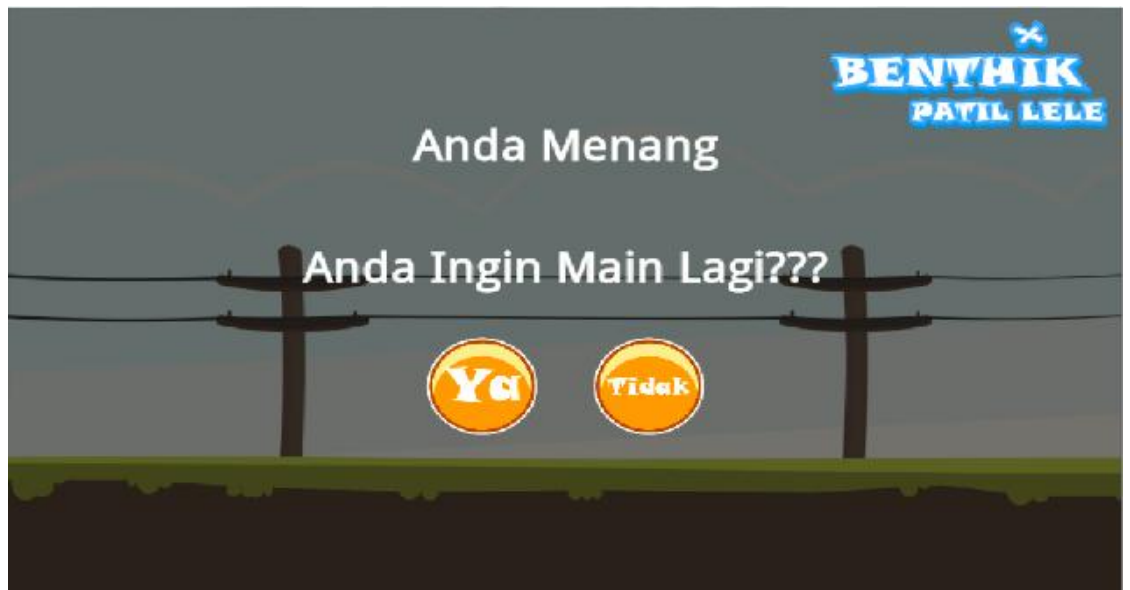 BENTHIK
PATIL LELE
Anda Menang
Anda Ingin Main Lagi???
Ya
Tidak